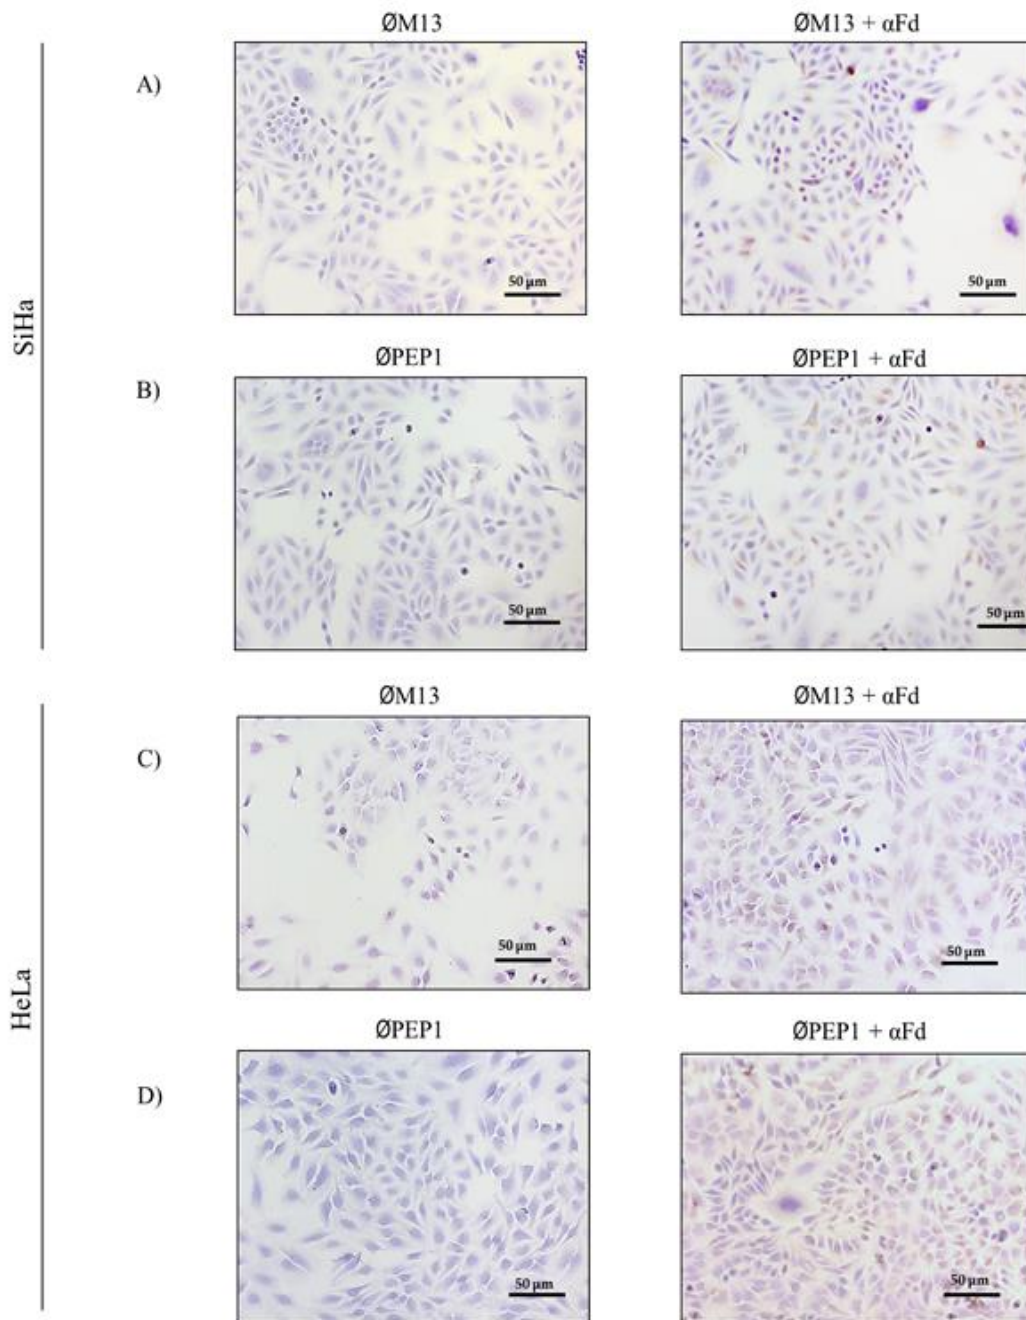 ØM13
ØM13 + αFd
A)
50 µm
50 µm
SiHa
ØPEP1
ØPEP1 + αFd
B)
50 µm
50 µm
ØM13
ØM13 + αFd
C)
50 µm
50 µm
HeLa
ØPEP1
ØPEP1 + αFd
D)
50 µm
50 µm